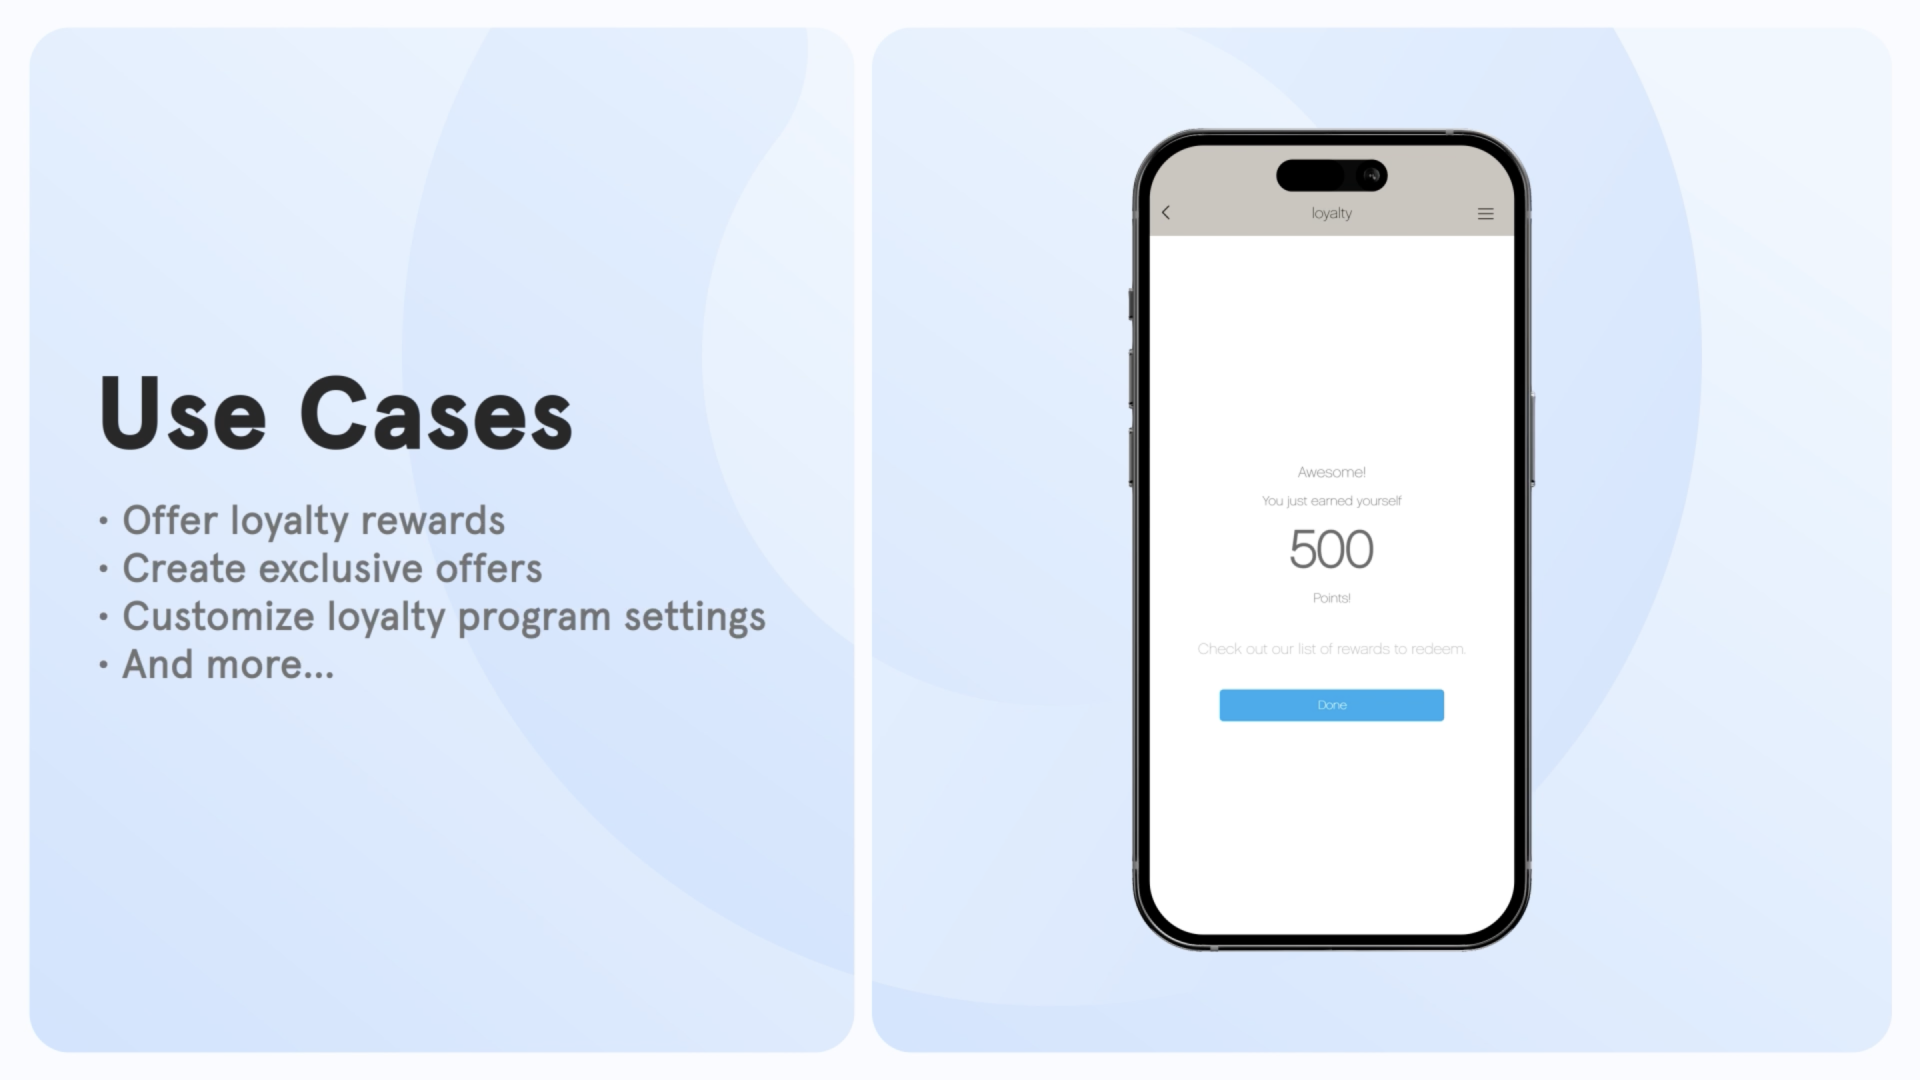 Use Cases
• Offer loyalty rewards
• Create exclusive offers
• Customize loyalty program settings
• And more...
loyalty
Awesome!
You just earned yourself
500
Points!
Check out our list of rewards to redeem.
Done